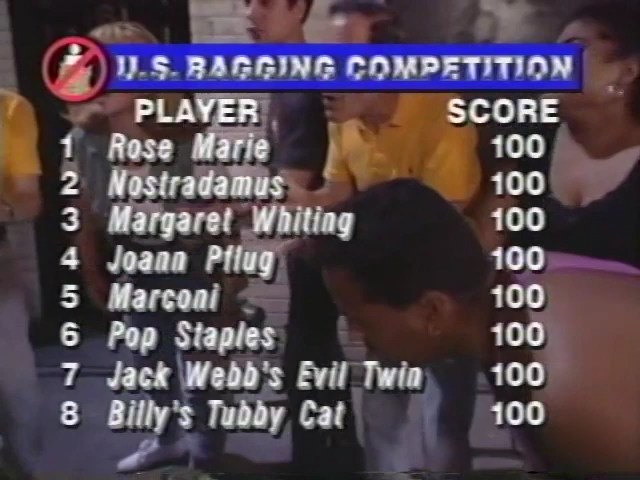 U.S. BAGGING COMPETITION
PLAYER SCORE
1 Rose Marie 100
2 Nostradamus 100
3 Margaret Whiting 100
4 Joann Pflug 100
5 Marconi 100
6 Pop Staples 100
7 Jack Webb's Evil Twin 100
8 Billy's Tubby Cat 100